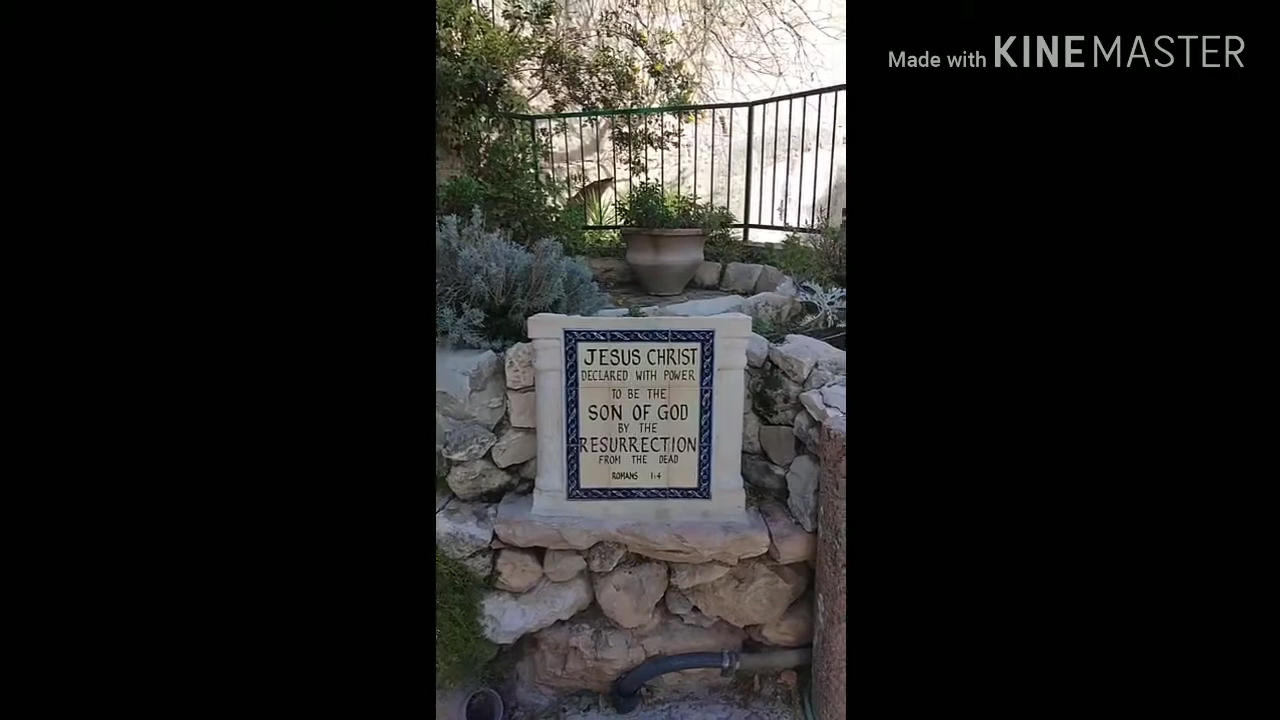 Made with KINEMASTER
JESUS CHRIST
DECLARED WITH POWER
TO BE THE
SON OF GOD
BY THE
RESURRECTION
FROM THE DEAD
ROMANS 1:4